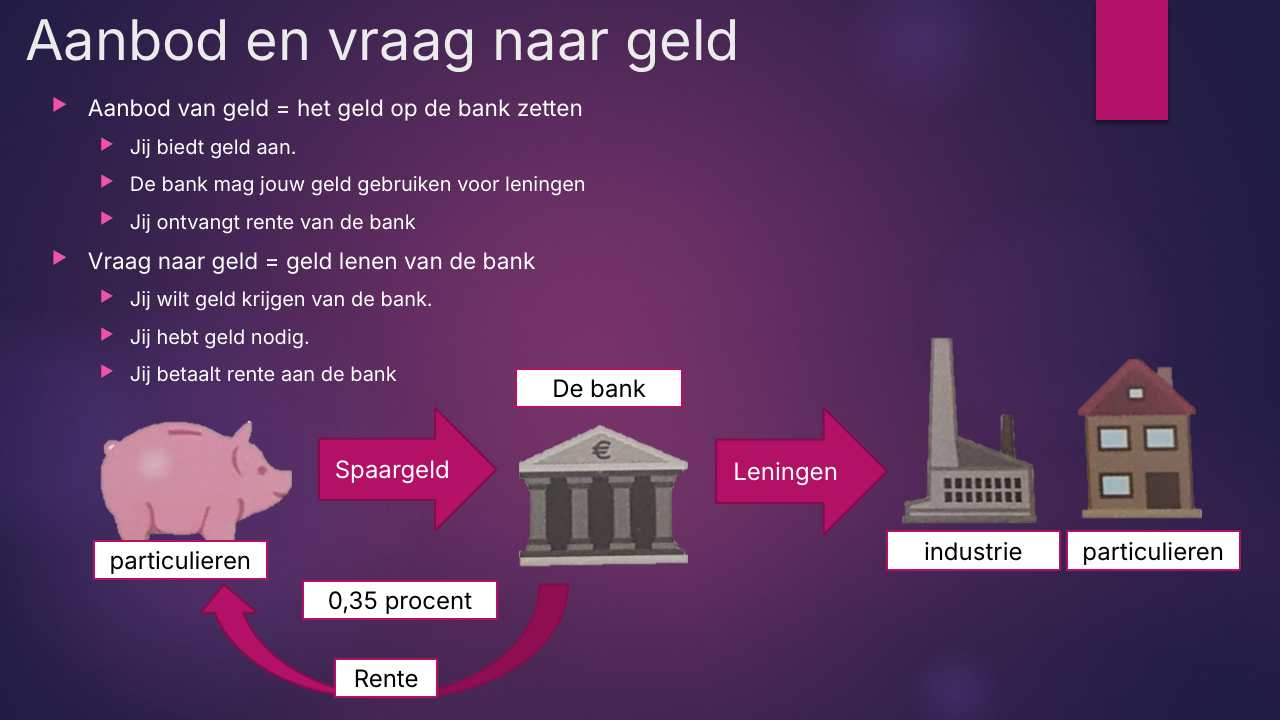 Aanbod en vraag naar geld
Aanbod van geld = het geld op de bank zetten
Jij biedt geld aan.
De bank mag jouw geld gebruiken voor leningen
Jij ontvangt rente van de bank
Vraag naar geld = geld lenen van de bank
Jij wilt geld krijgen van de bank.
Jij hebt geld nodig.
Jij betaalt rente aan de bank
De bank
€
Spaargeld
Leningen
particulieren
industrie
particulieren
0,35 procent
Rente